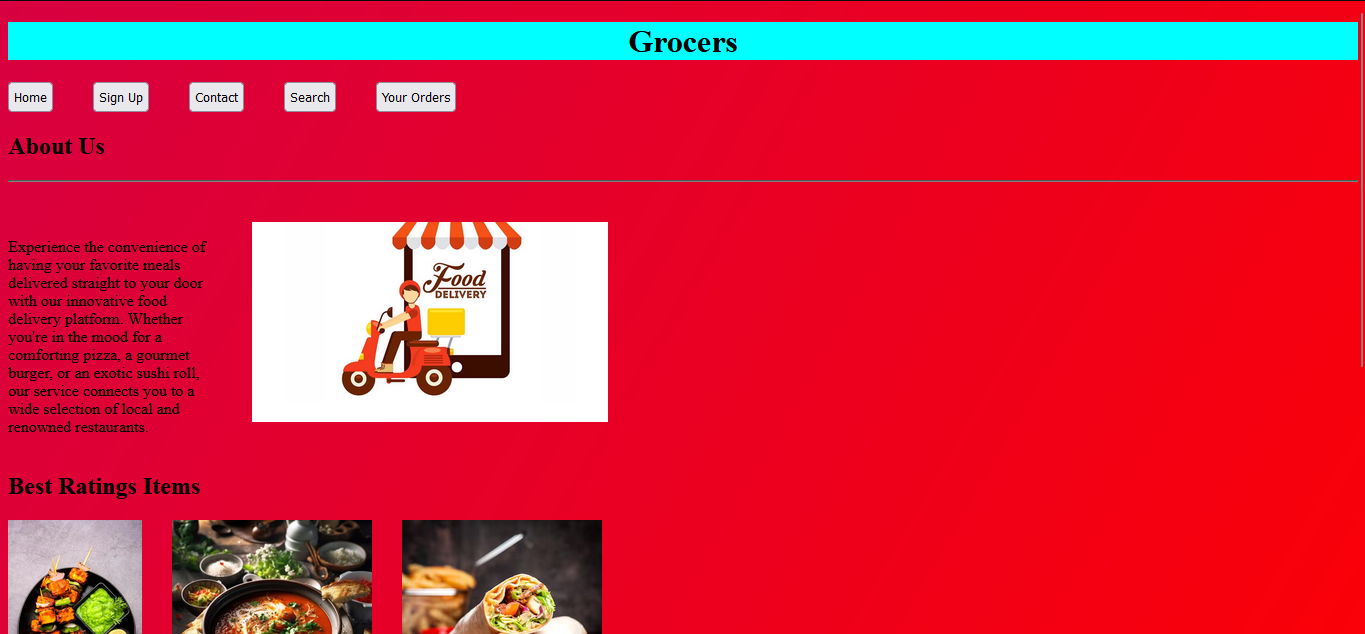 Grocers
Home Sign Up Contact Search Your Orders
About Us
Experience the convenience of
having your favorite meals
delivered straight to your door
with our innovative food
delivery platform. Whether
you're in the mood for a
comforting pizza, a gourmet
burger, or an exotic sushi roll,
our service connects you to a
wide selection of local and
renowned restaurants.
Food
DELIVERY
Best Ratings Items